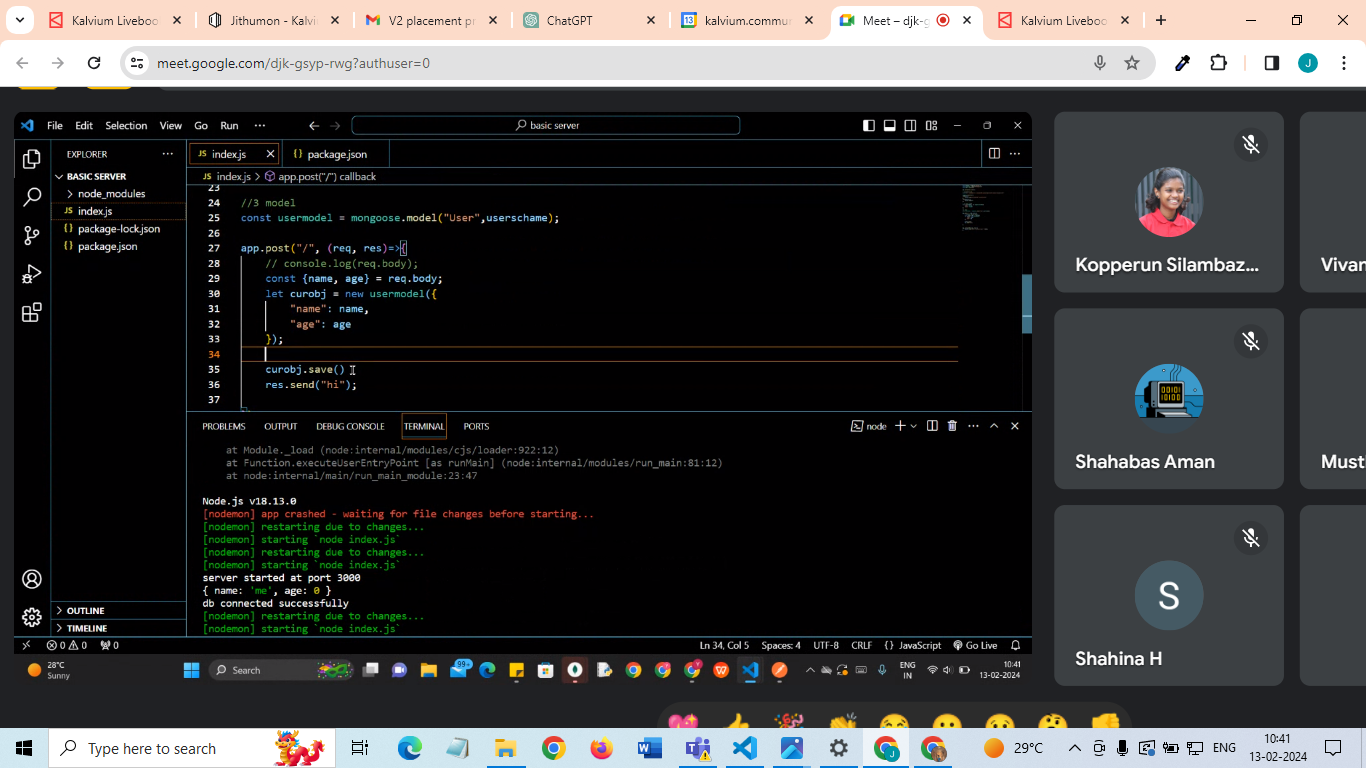 Kalvium Liveboo
Jithumon - Kalvi
V2 placement pr
ChatGPT
kalvium.commun
Meet – djk-g
Kalvium Liveboo
meet.google.com/djk-gsyp-rwg?authuser=0
J
File Edit Selection View Go Run ...
basic server
EXPLORER
BASIC SERVER
node_modules
JS index.js
{} package-lock.json
{} package.json
OUTLINE
TIMELINE
JS index.js
{} package.json
JS index.js > app.post("/") callback
23
24 //3 model
25 const usermodel = mongoose.model("User",userschame);
26
27 app.post("/", (req, res)=>{
28 // console.log(req.body);
29 const {name, age} = req.body;
30 let curobj = new usermodel({
31 "name": name,
32 "age": age
33 });
34
35 curobj.save()
36 res.send("hi");
37
PROBLEMS OUTPUT DEBUG CONSOLE TERMINAL PORTS
node
at Module._load (node:internal/modules/cjs/loader:922:12)
at Function.executeUserEntryPoint [as runMain] (node:internal/modules/run_main:81:12)
at node:internal/main/run_main_module:23:47
Node.js v18.13.0
[nodemon] app crashed - waiting for file changes before starting...
[nodemon] restarting due to changes...
[nodemon] starting `node index.js`
[nodemon] restarting due to changes...
[nodemon] starting `node index.js`
server started at port 3000
{ name: 'me', age: 0 }
db connected successfully
[nodemon] restarting due to changes...
[nodemon] starting `node index.js`
0 0 0
Ln 34, Col 5 Spaces: 4 UTF-8 CRLF {} JavaScript Go Live
28°C
Sunny
Search
99+
ENG
IN
10:41
13-02-2024
Kopperun Silambaz...
Vivan
Shahabas Aman
Must
S
Shahina H
Type here to search
29°C
ENG
10:41
13-02-2024